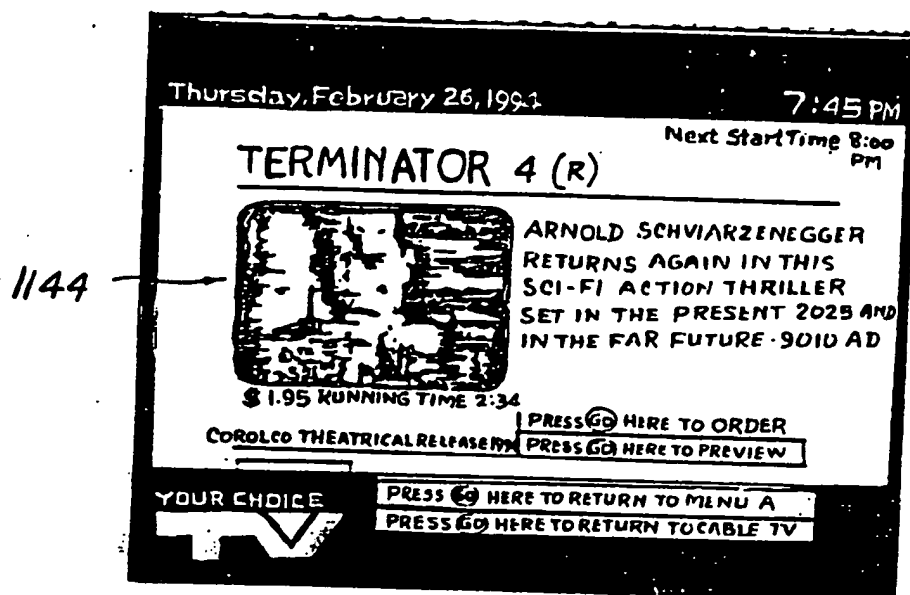 Thursday, February 26, 1992
7:45 PM
Next Start Time 8:00
PM
TERMINATOR 4 (R)
1144
ARNOLD SCHVIARZENEGGER
RETURNS AGAIN IN THIS
SCI-FI ACTION THRILLER
SET IN THE PRESENT 2025 AND
IN THE FAR FUTURE·9010 AD
$ 1.95 RUNNING TIME 2:34
PRESS GO HERE TO ORDER
COROLCO THEATRICAL RELEASE
PRESS GO HERE TO PREVIEW
YOUR CHOICE
TV
PRESS GO HERE TO RETURN TO MENU A
PRESS GO HERE TO RETURN TO CABLE TV